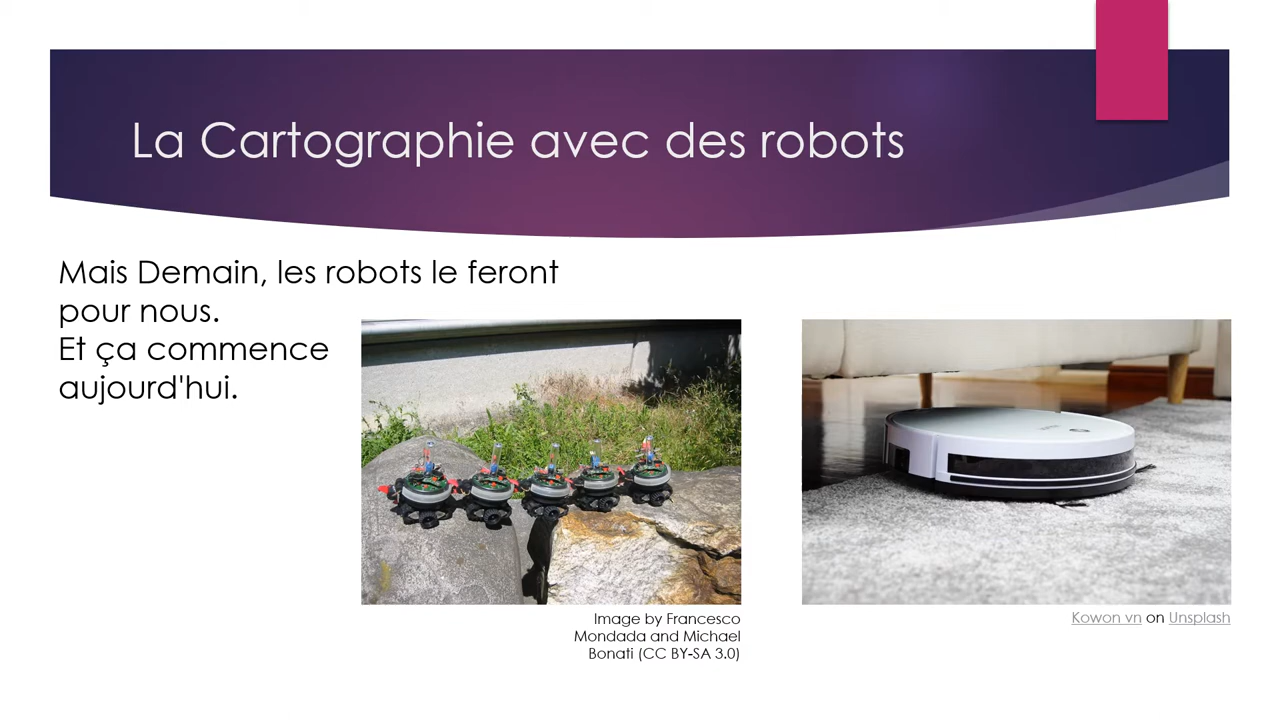 La Cartographie avec des robots
Mais Demain, les robots le feront
pour nous.
Et ça commence
aujourd'hui.
Image by Francesco
Mondada and Michael
Bonati (CC BY-SA 3.0)
Kowon vn on Unsplash